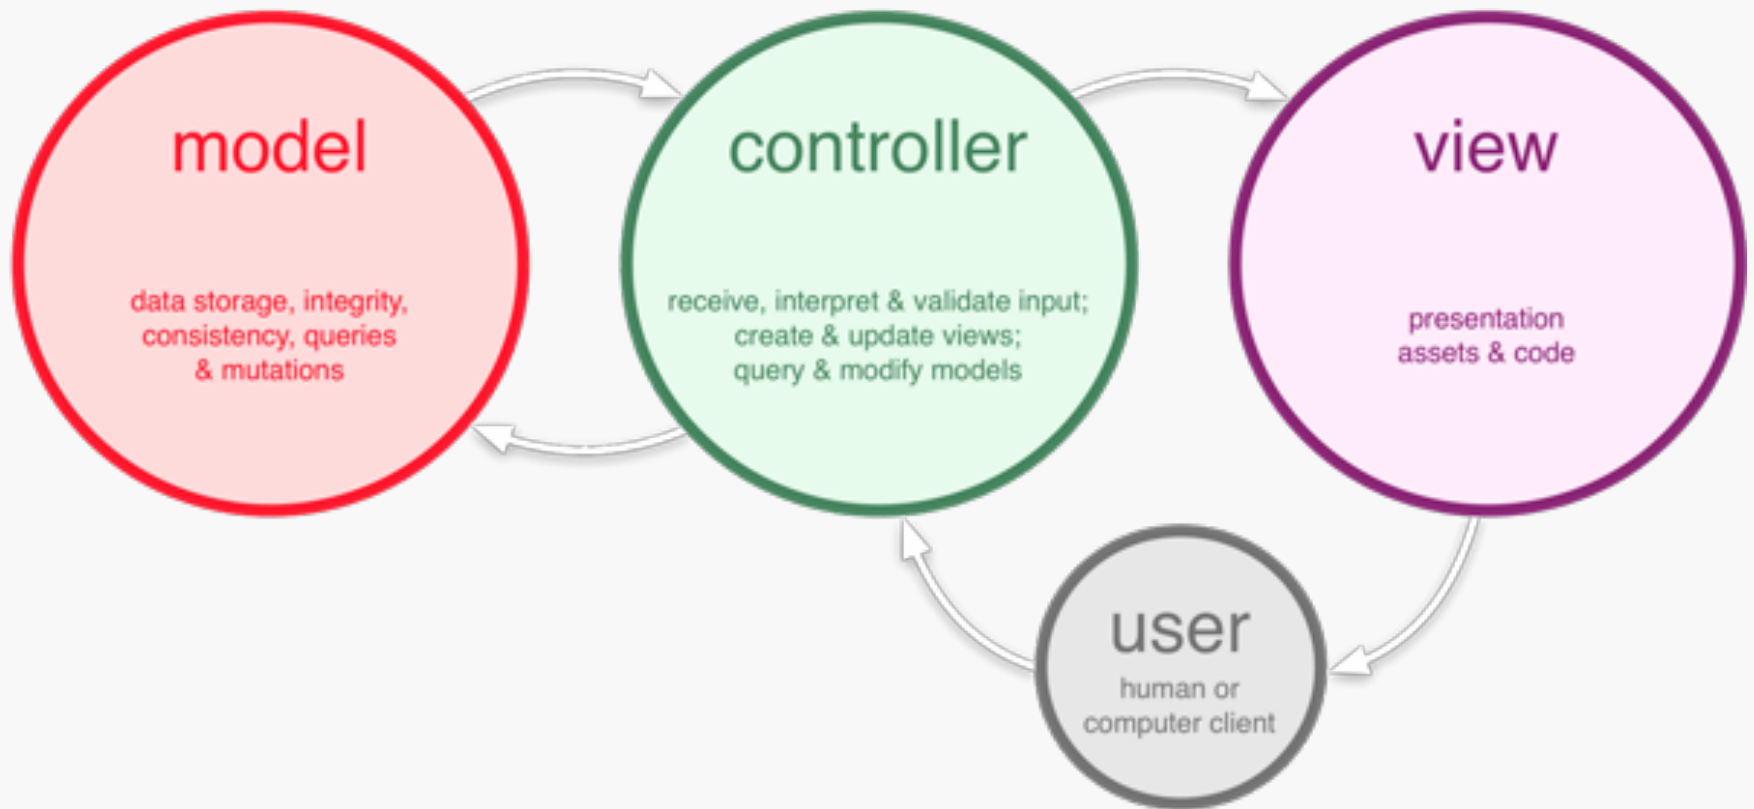 model
data storage, integrity,
consistency, queries
& mutations
controller
receive, interpret & validate input;
create & update views;
query & modify models
view
presentation
assets & code
user
human or
computer client